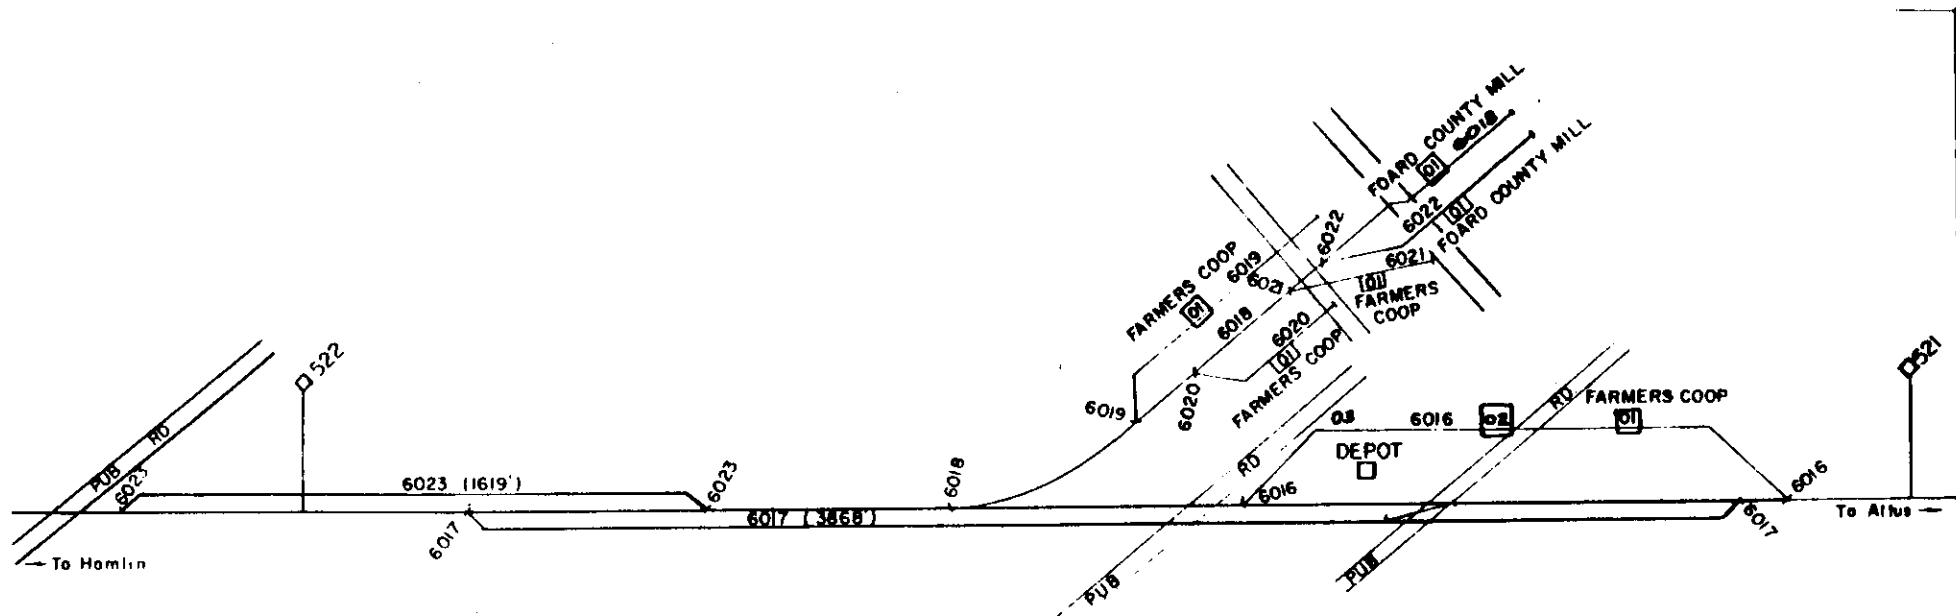 FOARD COUNTY MILL
01
6018
FOARD COUNTY MILL
01
6022
6022
FARMERS COOP
01
6019
6021
6021
01
FARMERS
COOP
6018
6020
01
FARMERS COOP
6020
6019
522
521
RD
PUB
6023
6023 (1619')
6023
6017
6017 (3868')
6018
RD
PUB
03
6016
02
RD
PUB
FARMERS COOP
01
DEPOT
6016
6016
6017
To Altus →
← To Hamlin